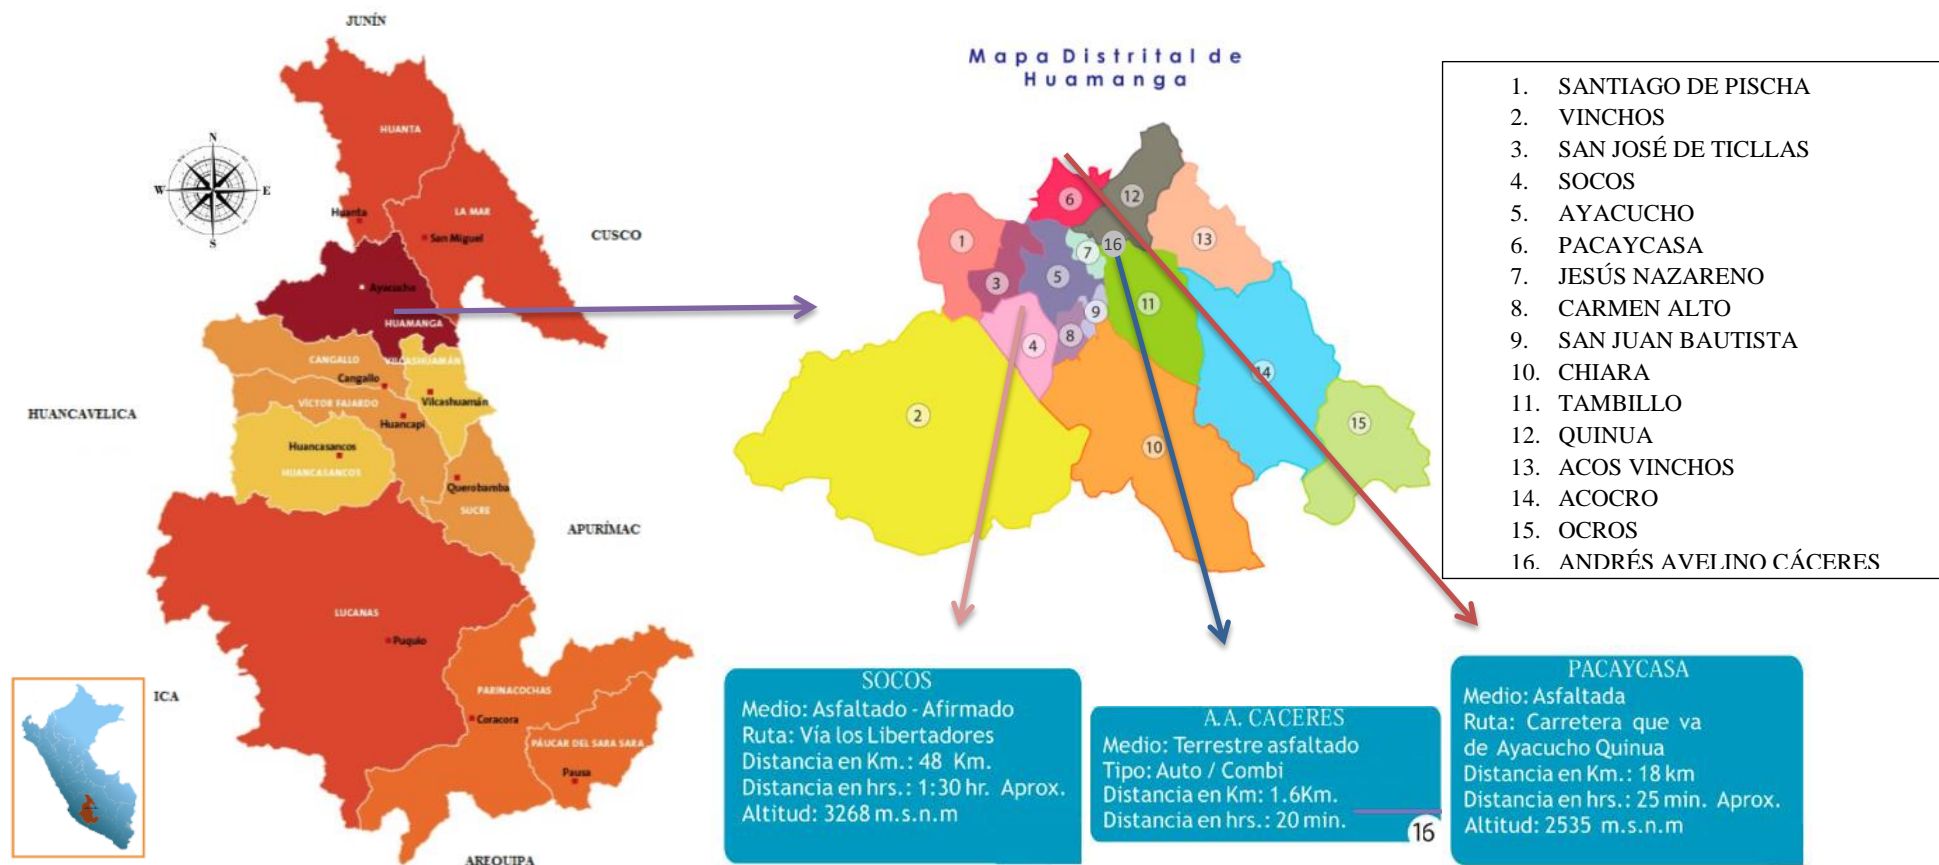 JUNÍN
HUANTA
N
W
E
S
Huanta
LA MAR
San Miguel
CUSCO
Ayacucho
HUAMANGA
CANGALLO
VILCASHUAMÁN
Cangallo
VÍCTOR FAJARDO
Vilcashuamán
HUANCAVELICA
Huancapi
Huancasancos
HUANCASANCOS
Querobamba
SUCRE
APURÍMAC
LUCANAS
Puquio
ICA
PARINACOCHAS
Coracora
PÁUCAR DEL SARA SARA
Pausa
AREQUIPA
Mapa Distrital de
Huamanga
6
12
1
16
13
7
3
5
11
9
8
4
14
2
15
10
1. SANTIAGO DE PISCHA
2. VINCHOS
3. SAN JOSÉ DE TICLLAS
4. SOCOS
5. AYACUCHO
6. PACAYCASA
7. JESÚS NAZARENO
8. CARMEN ALTO
9. SAN JUAN BAUTISTA
10. CHIARA
11. TAMBILLO
12. QUINUA
13. ACOS VINCHOS
14. ACOCRO
15. OCROS
16. ANDRÉS AVELINO CÁCERES
SOCOS
Medio: Asfaltado - Afirmado
Ruta: Vía los Libertadores
Distancia en Km.: 48 Km.
Distancia en hrs.: 1:30 hr. Aprox.
Altitud: 3268 m.s.n.m
A.A. CACERES
Medio: Terrestre asfaltado
Tipo: Auto / Combi
Distancia en Km: 1.6Km.
Distancia en hrs.: 20 min.
16
PACAYCASA
Medio: Asfaltada
Ruta: Carretera que va
de Ayacucho Quinua
Distancia en Km.: 18 km
Distancia en hrs.: 25 min. Aprox.
Altitud: 2535 m.s.n.m